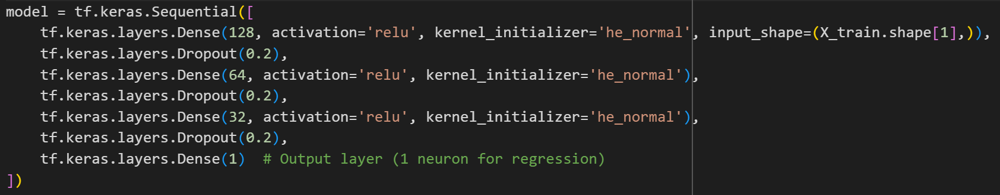 model = tf.keras.Sequential([
    tf.keras.layers.Dense(128, activation='relu', kernel_initializer='he_normal', input_shape=(X_train.shape[1],)),
    tf.keras.layers.Dropout(0.2),
    tf.keras.layers.Dense(64, activation='relu', kernel_initializer='he_normal'),
    tf.keras.layers.Dropout(0.2),
    tf.keras.layers.Dense(32, activation='relu', kernel_initializer='he_normal'),
    tf.keras.layers.Dropout(0.2),
    tf.keras.layers.Dense(1)  # Output layer (1 neuron for regression)
])